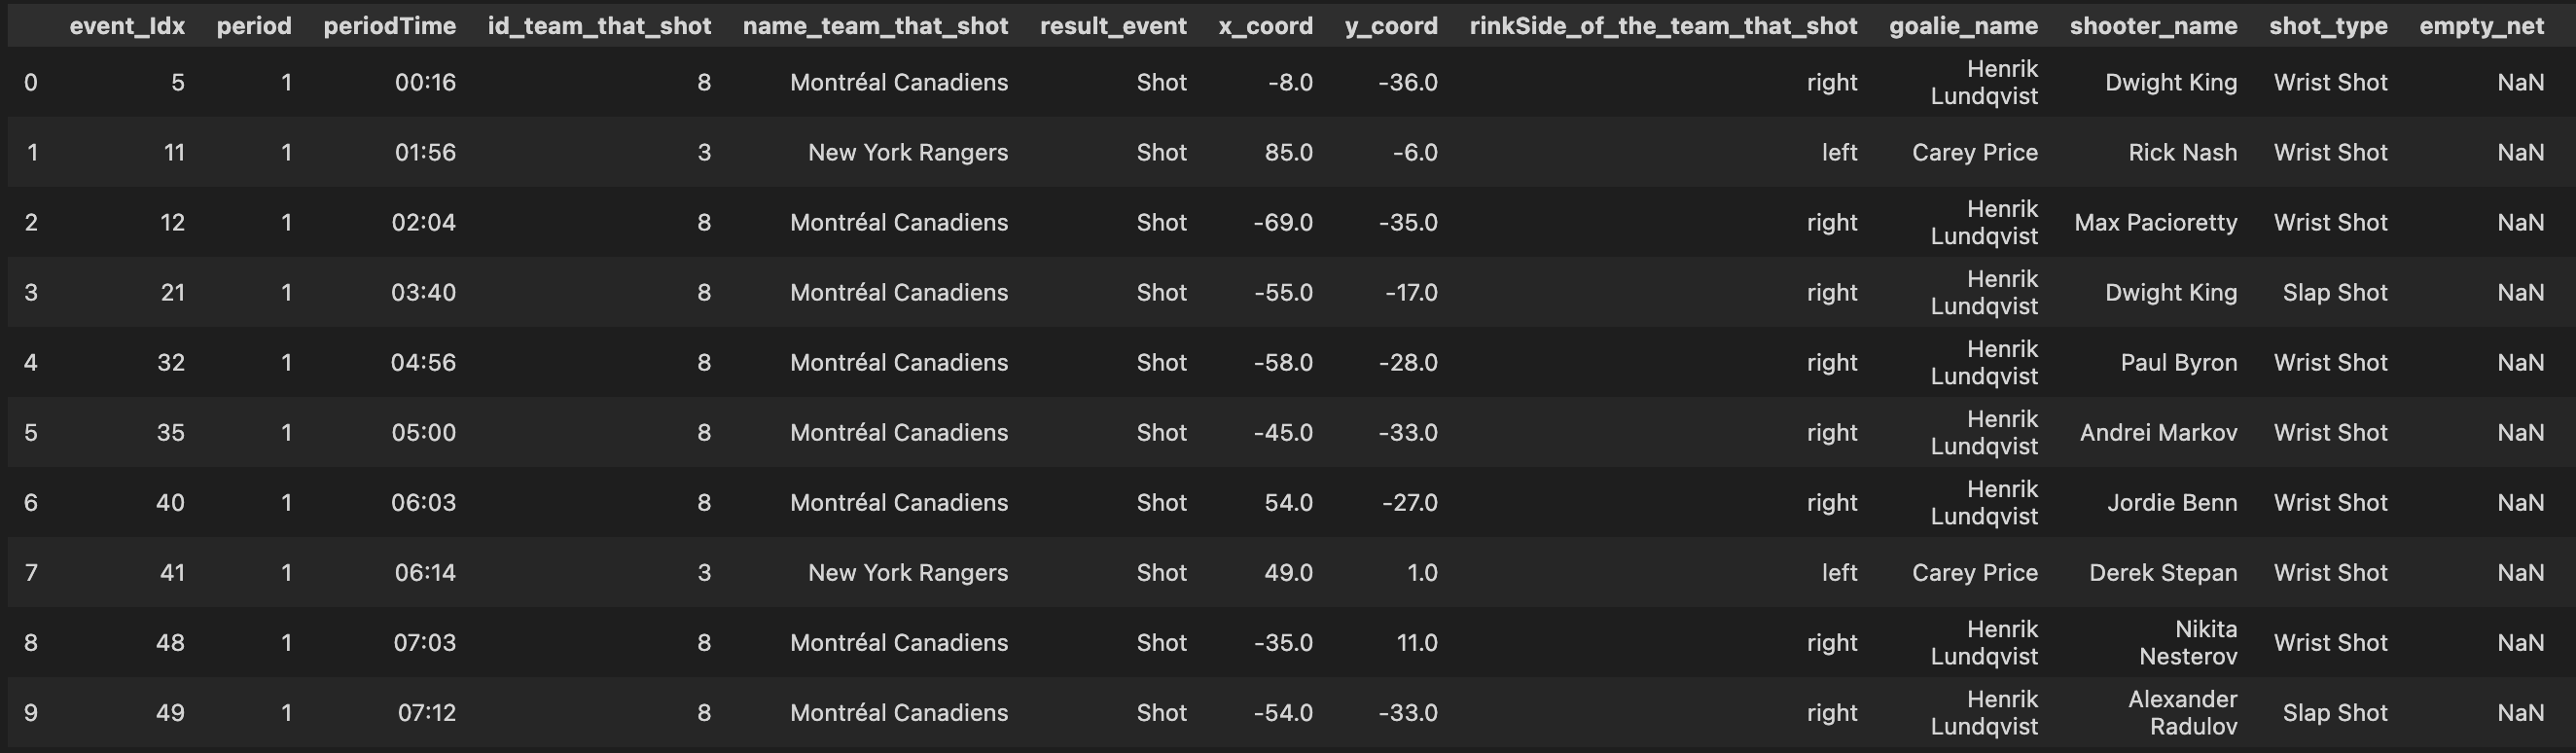 event_Idx period periodTime id_team_that_shot name_team_that_shot result_event x_coord y_coord rinkSide_of_the_team_that_shot goalie_name shooter_name shot_type empty_net
0 5 1 00:16 8 Montréal Canadiens Shot -8.0 -36.0 right Henrik Lundqvist Dwight King Wrist Shot NaN
1 11 1 01:56 3 New York Rangers Shot 85.0 -6.0 left Carey Price Rick Nash Wrist Shot NaN
2 12 1 02:04 8 Montréal Canadiens Shot -69.0 -35.0 right Henrik Lundqvist Max Pacioretty Wrist Shot NaN
3 21 1 03:40 8 Montréal Canadiens Shot -55.0 -17.0 right Henrik Lundqvist Dwight King Slap Shot NaN
4 32 1 04:56 8 Montréal Canadiens Shot -58.0 -28.0 right Henrik Lundqvist Paul Byron Wrist Shot NaN
5 35 1 05:00 8 Montréal Canadiens Shot -45.0 -33.0 right Henrik Lundqvist Andrei Markov Wrist Shot NaN
6 40 1 06:03 8 Montréal Canadiens Shot 54.0 -27.0 right Henrik Lundqvist Jordie Benn Wrist Shot NaN
7 41 1 06:14 3 New York Rangers Shot 49.0 1.0 left Carey Price Derek Stepan Wrist Shot NaN
8 48 1 07:03 8 Montréal Canadiens Shot -35.0 11.0 right Henrik Lundqvist Nikita Nesterov Wrist Shot NaN
9 49 1 07:12 8 Montréal Canadiens Shot -54.0 -33.0 right Henrik Lundqvist Alexander Radulov Slap Shot NaN